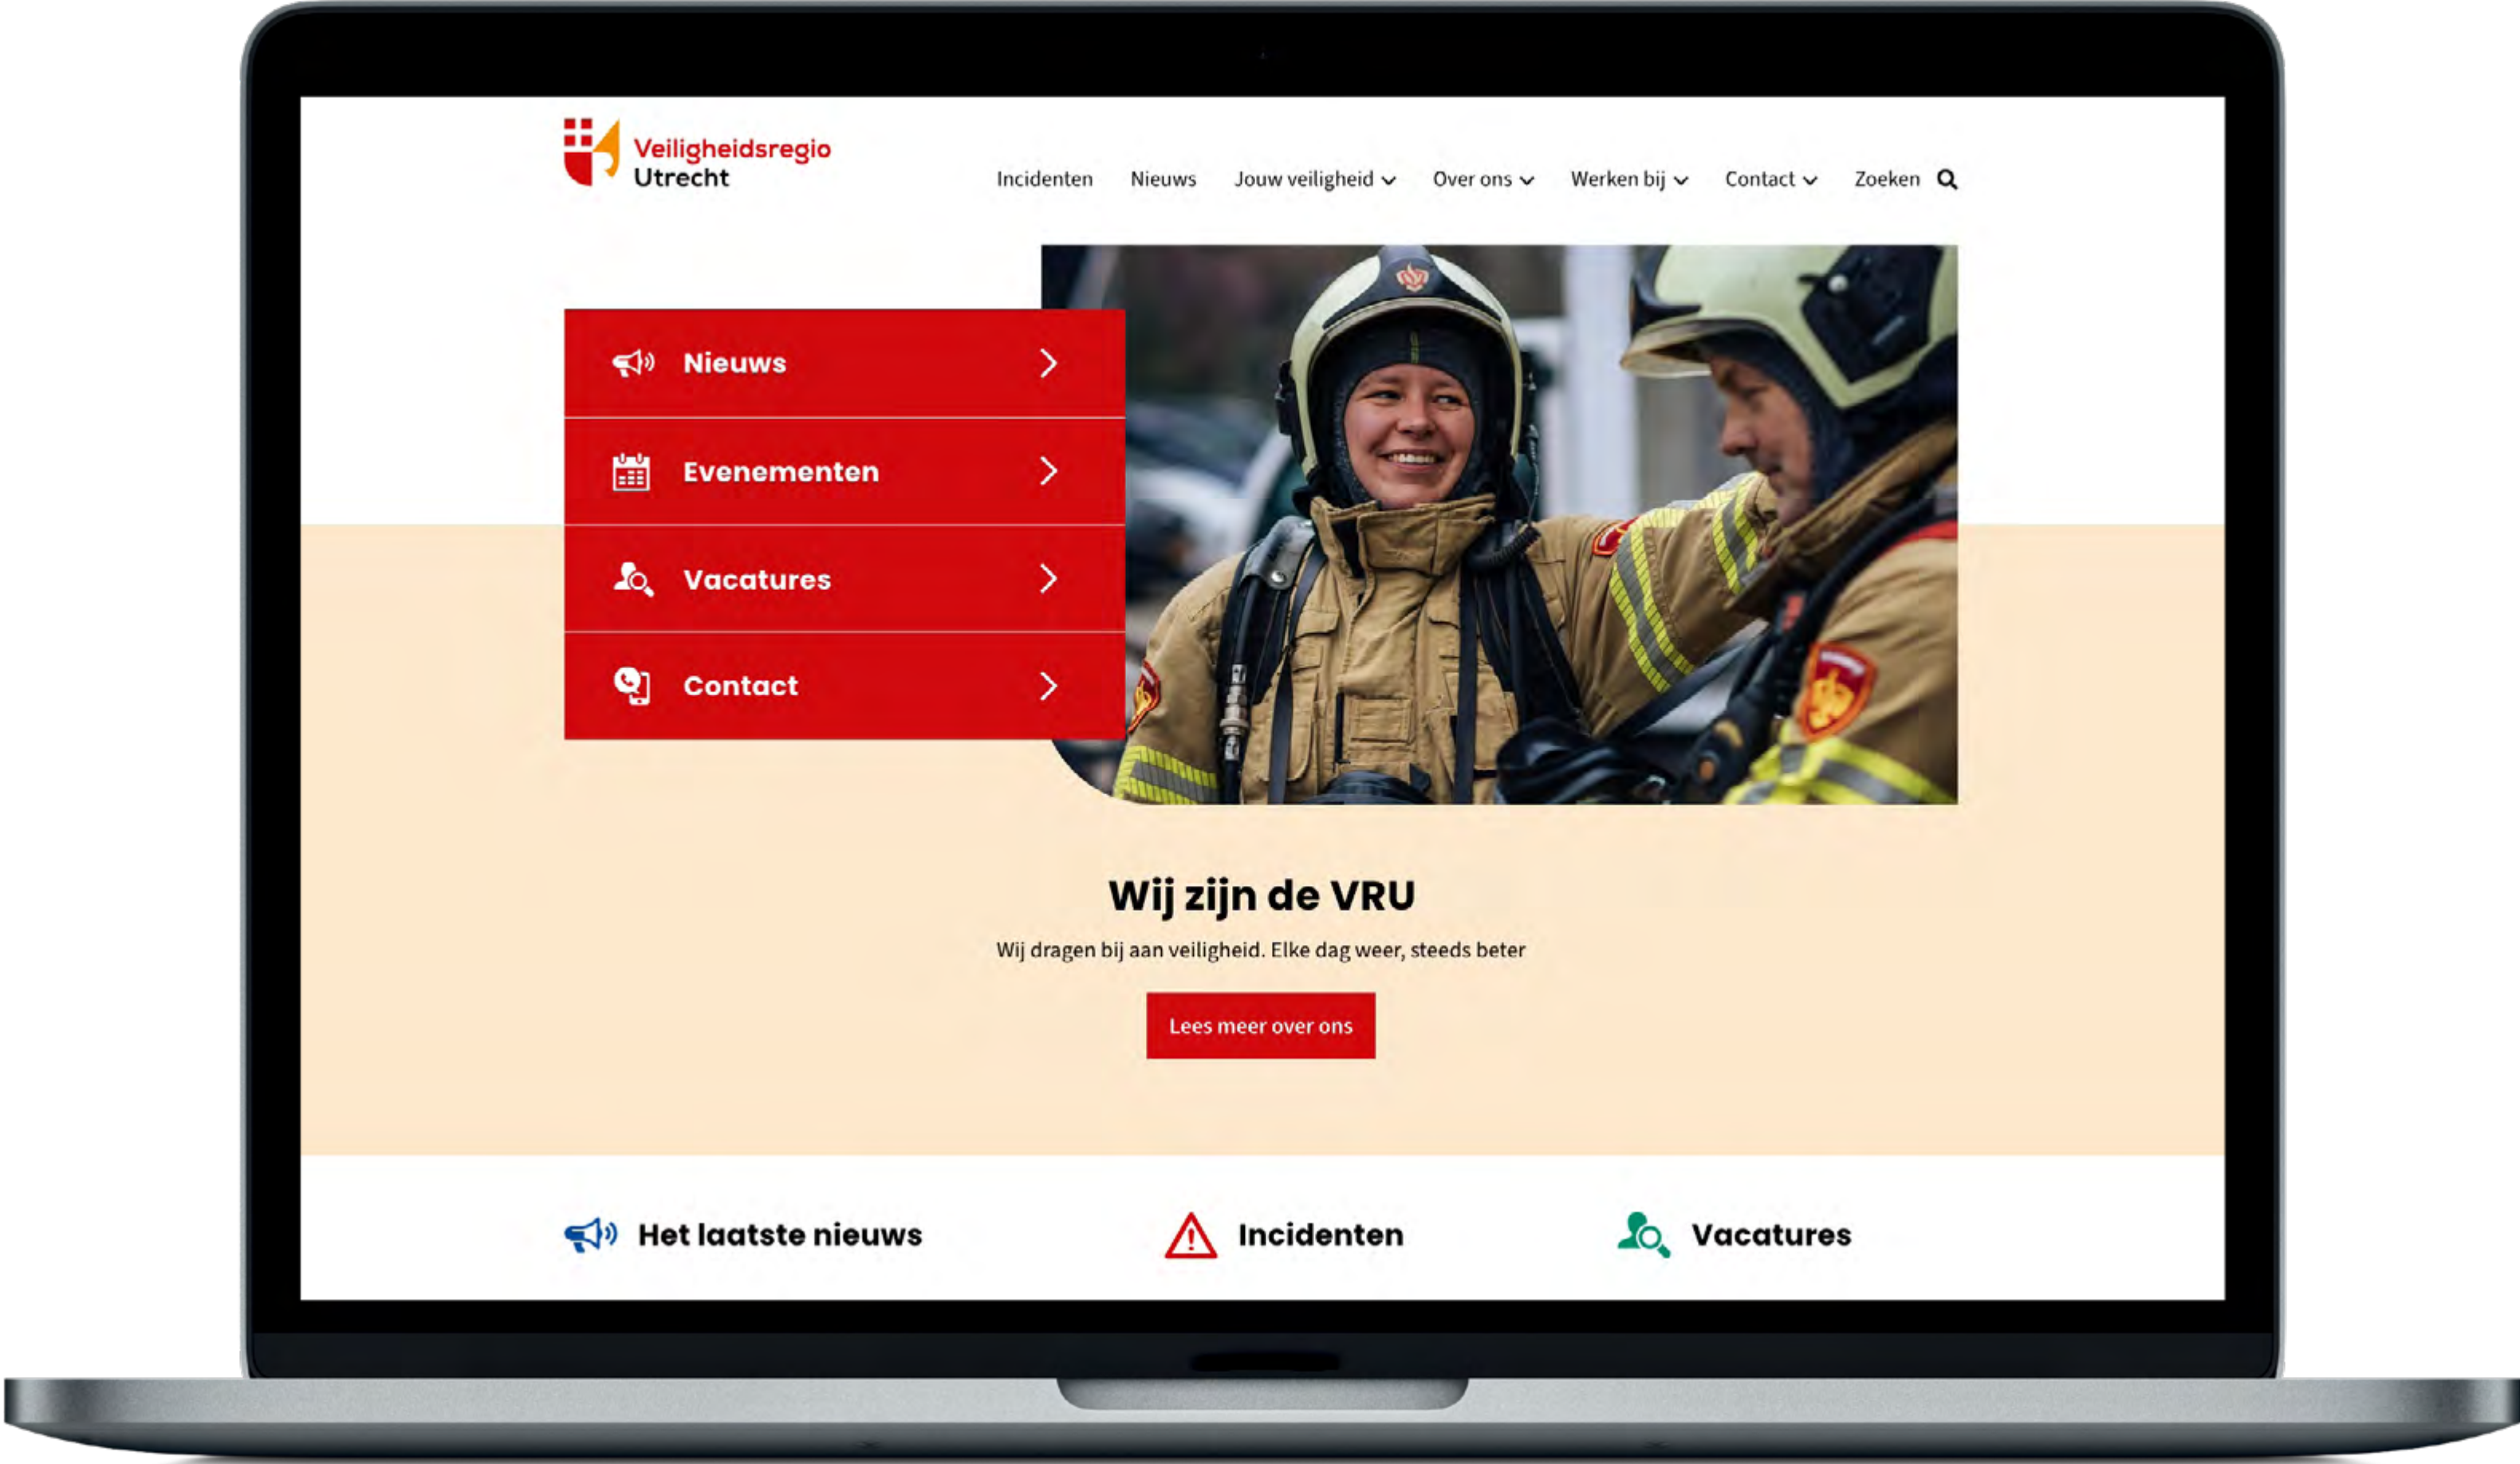 Veiligheidsregio
Utrecht
Incidenten Nieuws Jouw veiligheid Over ons Werken bij Contact Zoeken
Nieuws
Evenementen
Vacatures
Contact
Wij zijn de VRU
Wij dragen bij aan veiligheid. Elke dag weer, steeds beter
Lees meer over ons
Het laatste nieuws Incidenten Vacatures